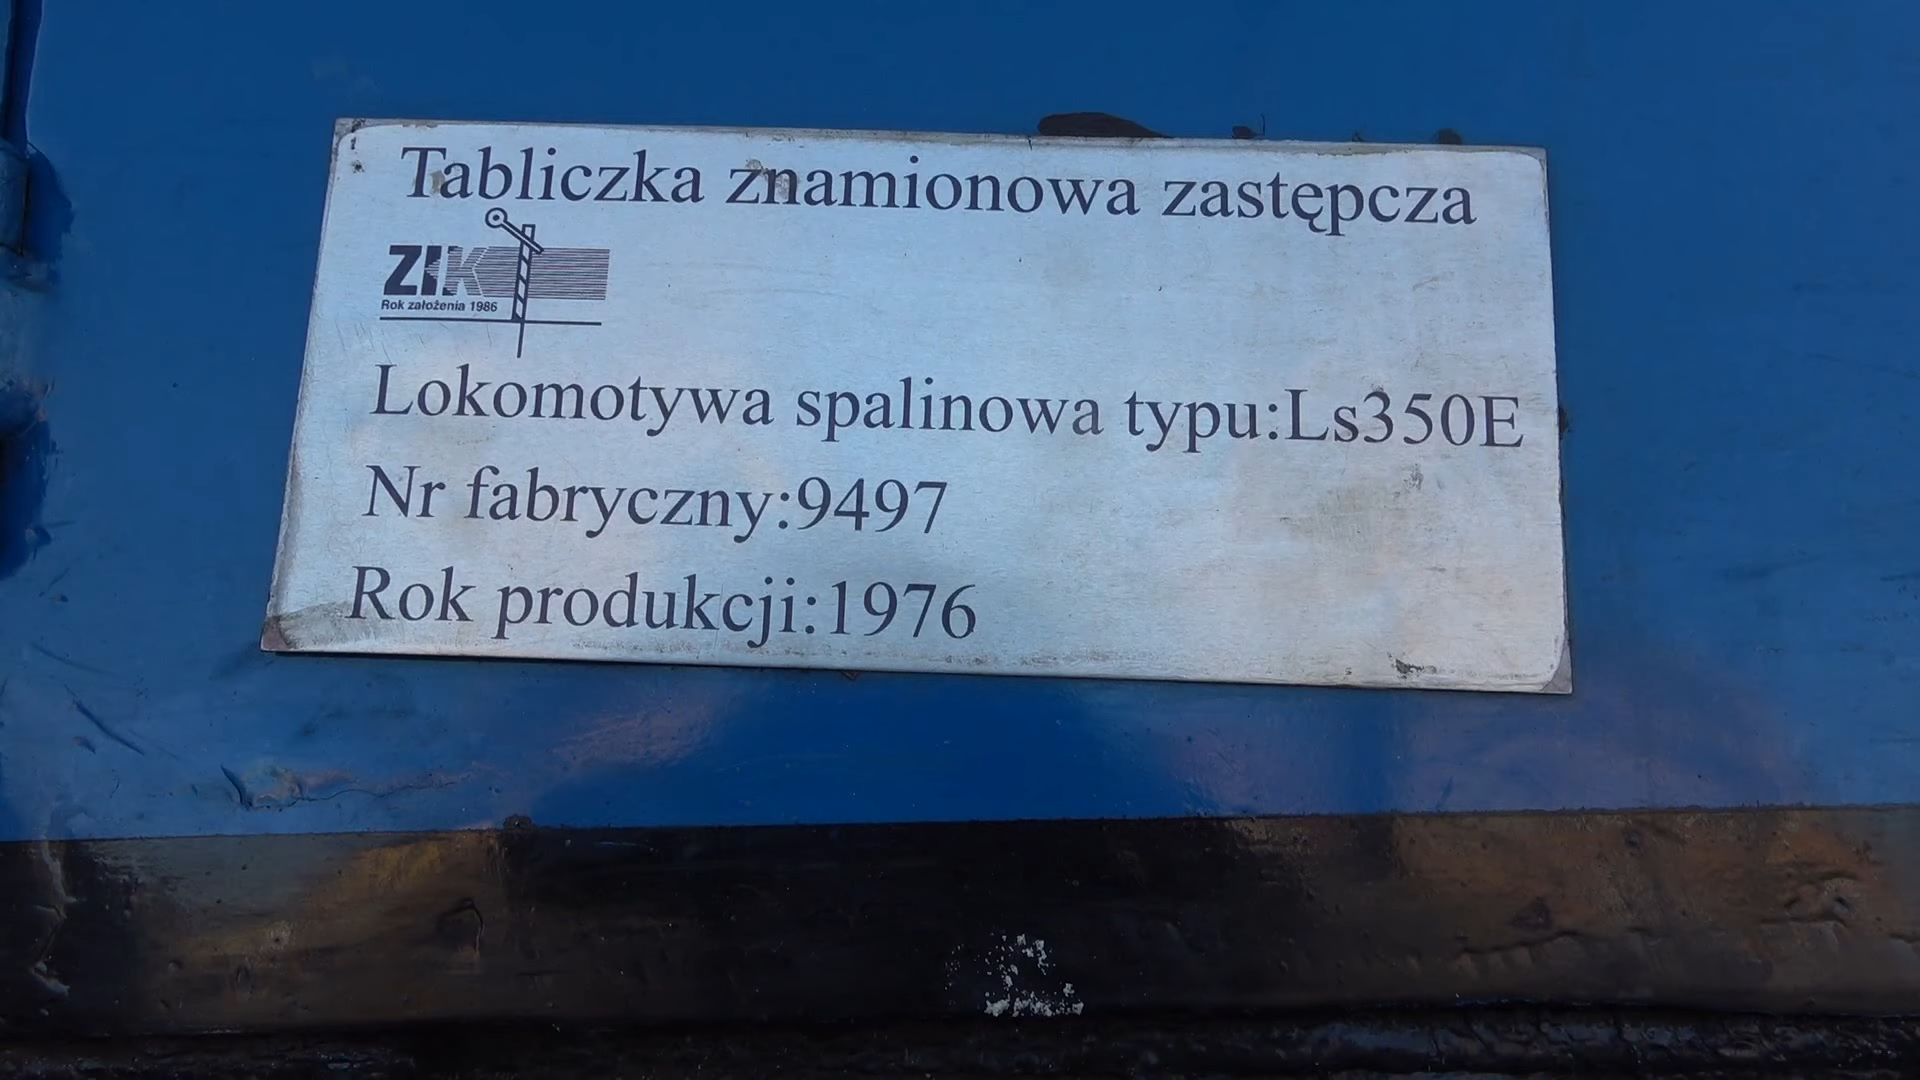 Tabliczka znamionowa zastępcza
ZIK
Rok założenia 1986
Lokomotywa spalinowa typu:Ls350E
Nr fabryczny:9497
Rok produkcji:1976